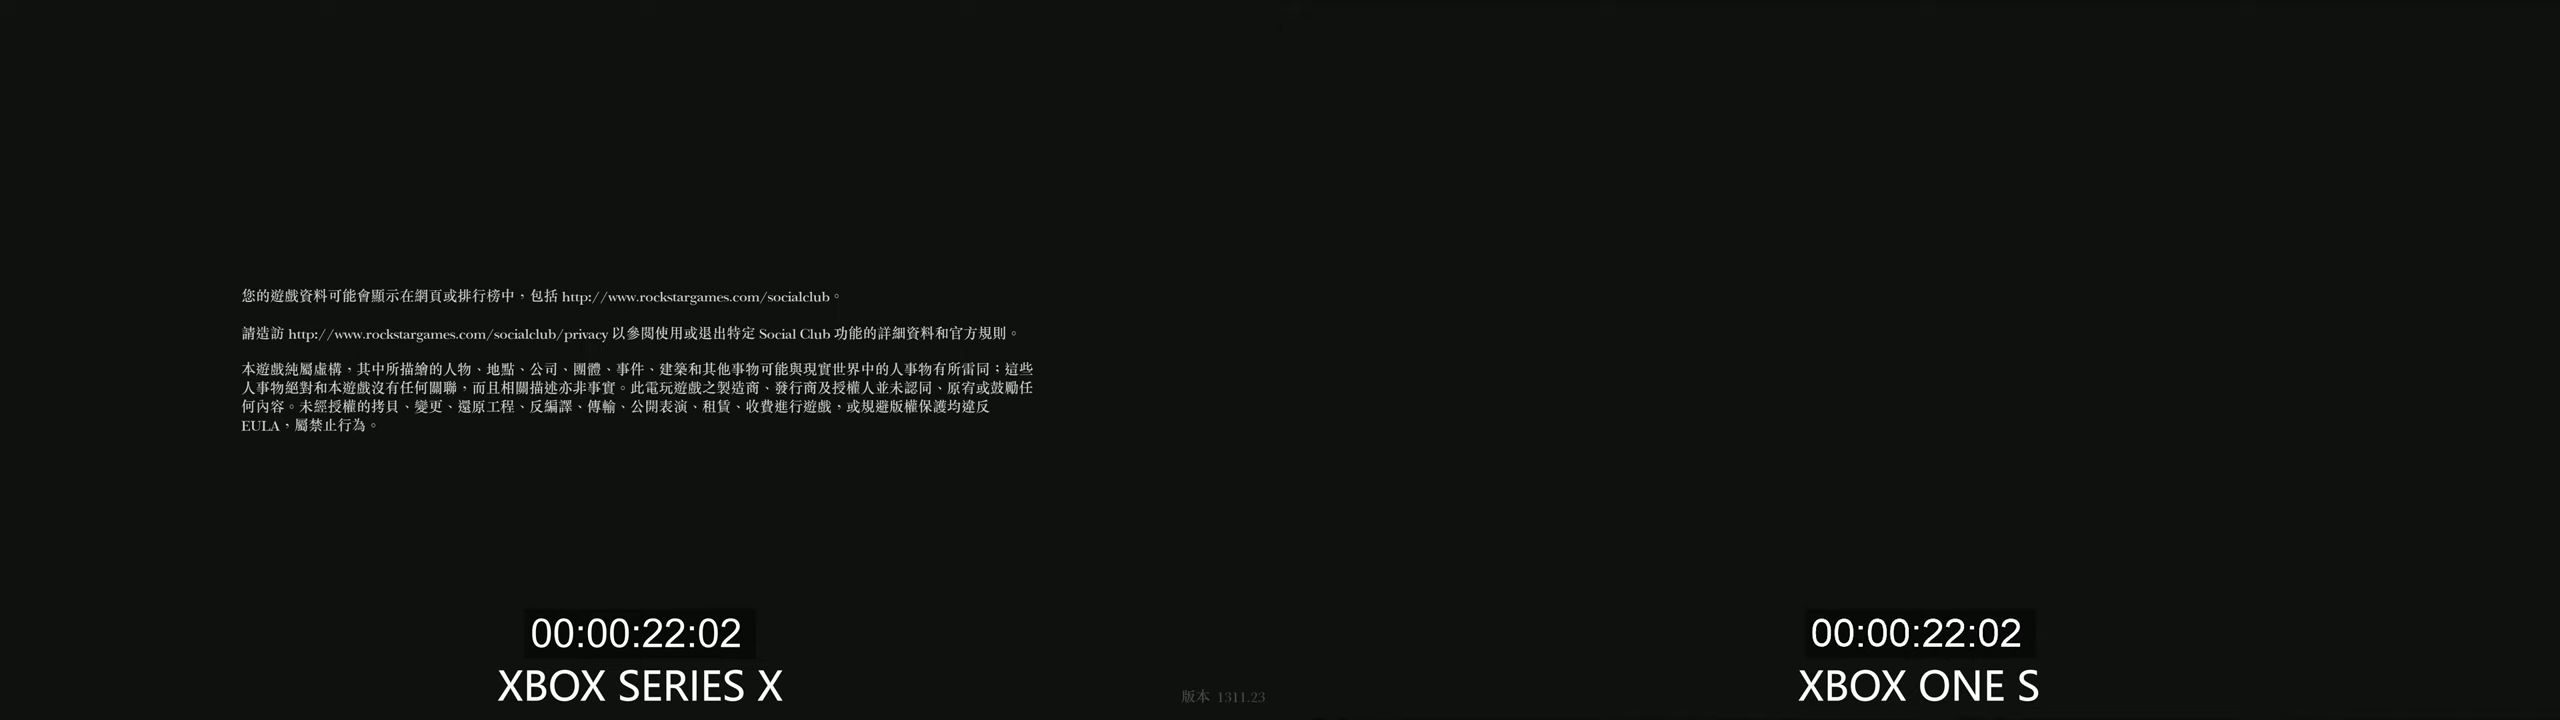 您的遊戲資料可能會顯示在網頁或排行榜中，包括 http://www.rockstargames.com/socialclub。
請造訪 http://www.rockstargames.com/socialclub/privacy 以參閱使用或退出特定 Social Club 功能的詳細資料和官方規則。
本遊戲純屬虛構，其中所描繪的人物、地點、公司、團體、事件、建築和其他事物可能與現實世界中的人事物有所雷同；這些
人事物絕對和本遊戲沒有任何關聯，而且相關描述亦非事實。此電玩遊戲之製造商、發行商及授權人並未認同、原宥或鼓勵任
何內容。未經授權的拷貝、變更、還原工程、反編譯、傳輸、公開表演、租賃、收費進行遊戲，或規避版權保護均違反
EULA，屬禁止行為。
00:00:22:02
XBOX SERIES X
版本 1311.23
00:00:22:02
XBOX ONE S